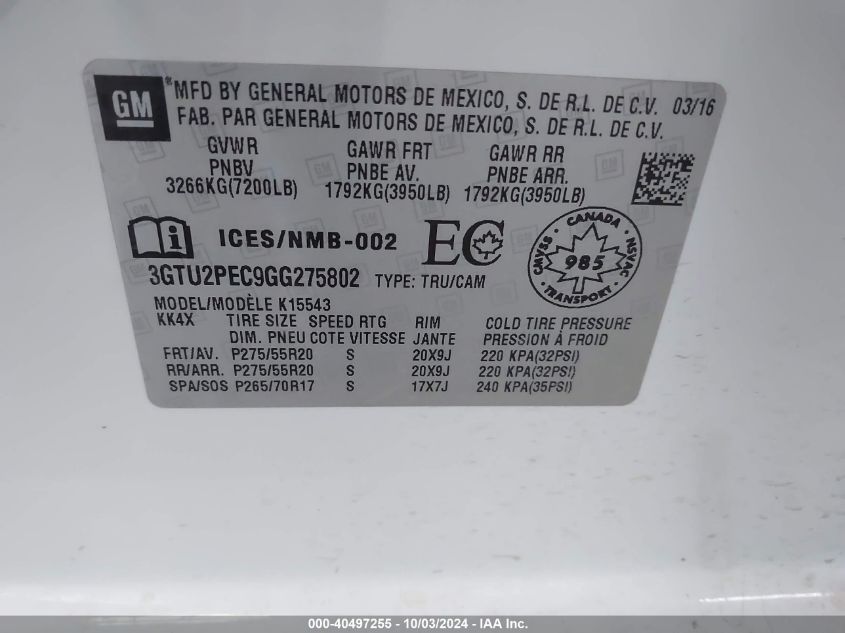 GM
*MFD BY GENERAL MOTORS DE MEXICO, S. DE R.L. DE C.V. 03/16
FAB. PAR GENERAL MOTORS DE MEXICO, S. DE R.L. DE C.V.
GVWR GAWR FRT GAWR RR
PNBV PNBE AV. PNBE ARR.
3266KG(7200LB) 1792KG(3950LB) 1792KG(3950LB)
i ICES/NMB-002 EC
CANADA
CMVSS 985 NSVAC
TRANSPORT
3GTU2PEC9GG275802 TYPE: TRU/CAM
MODEL/MODÈLE K15543
KK4X TIRE SIZE SPEED RTG RIM COLD TIRE PRESSURE
DIM. PNEU COTE VITESSE JANTE PRESSION À FROID
FRT/AV. P275/55R20 S 20X9J 220 KPA(32PSI)
RR/ARR. P275/55R20 S 20X9J 220 KPA(32PSI)
SPA/SOS P265/70R17 S 17X7J 240 KPA(35PSI)
000-40497255 - 10/03/2024 - IAA Inc.